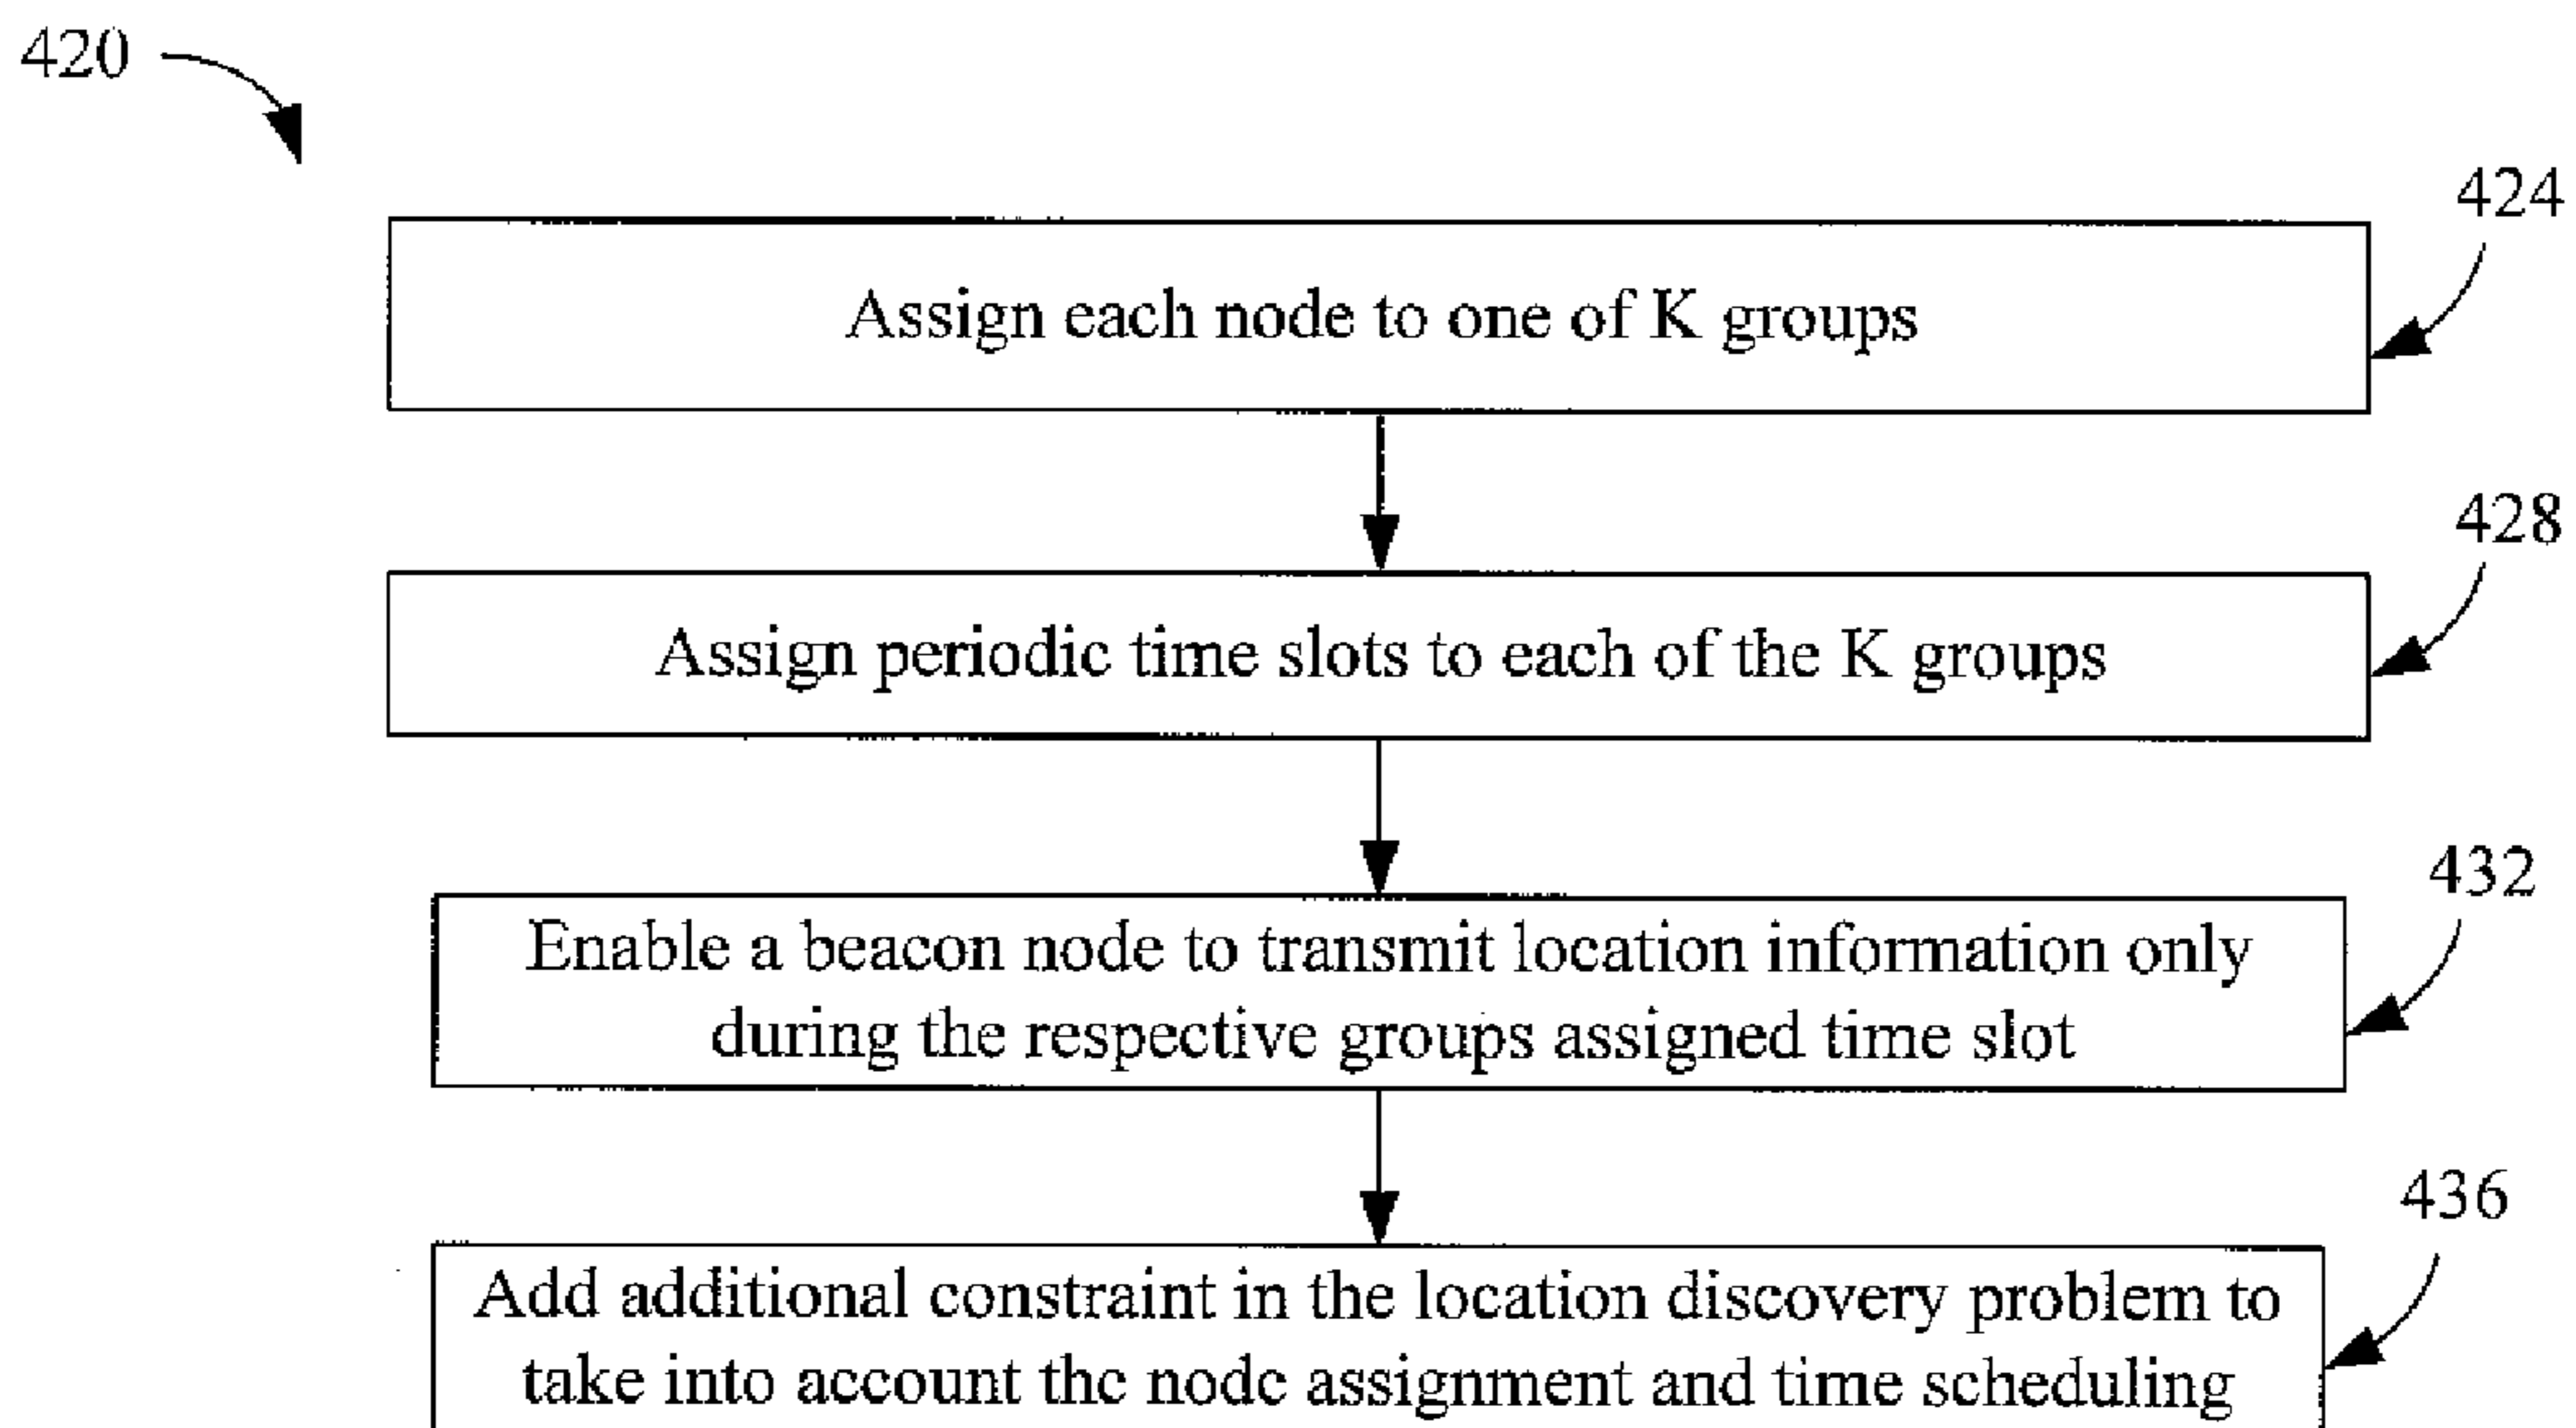 420
424
Assign each node to one of K groups
428
Assign periodic time slots to each of the K groups
432
Enable a beacon node to transmit location information only
during the respective groups assigned time slot
436
Add additional constraint in the location discovery problem to
take into account the node assignment and time scheduling